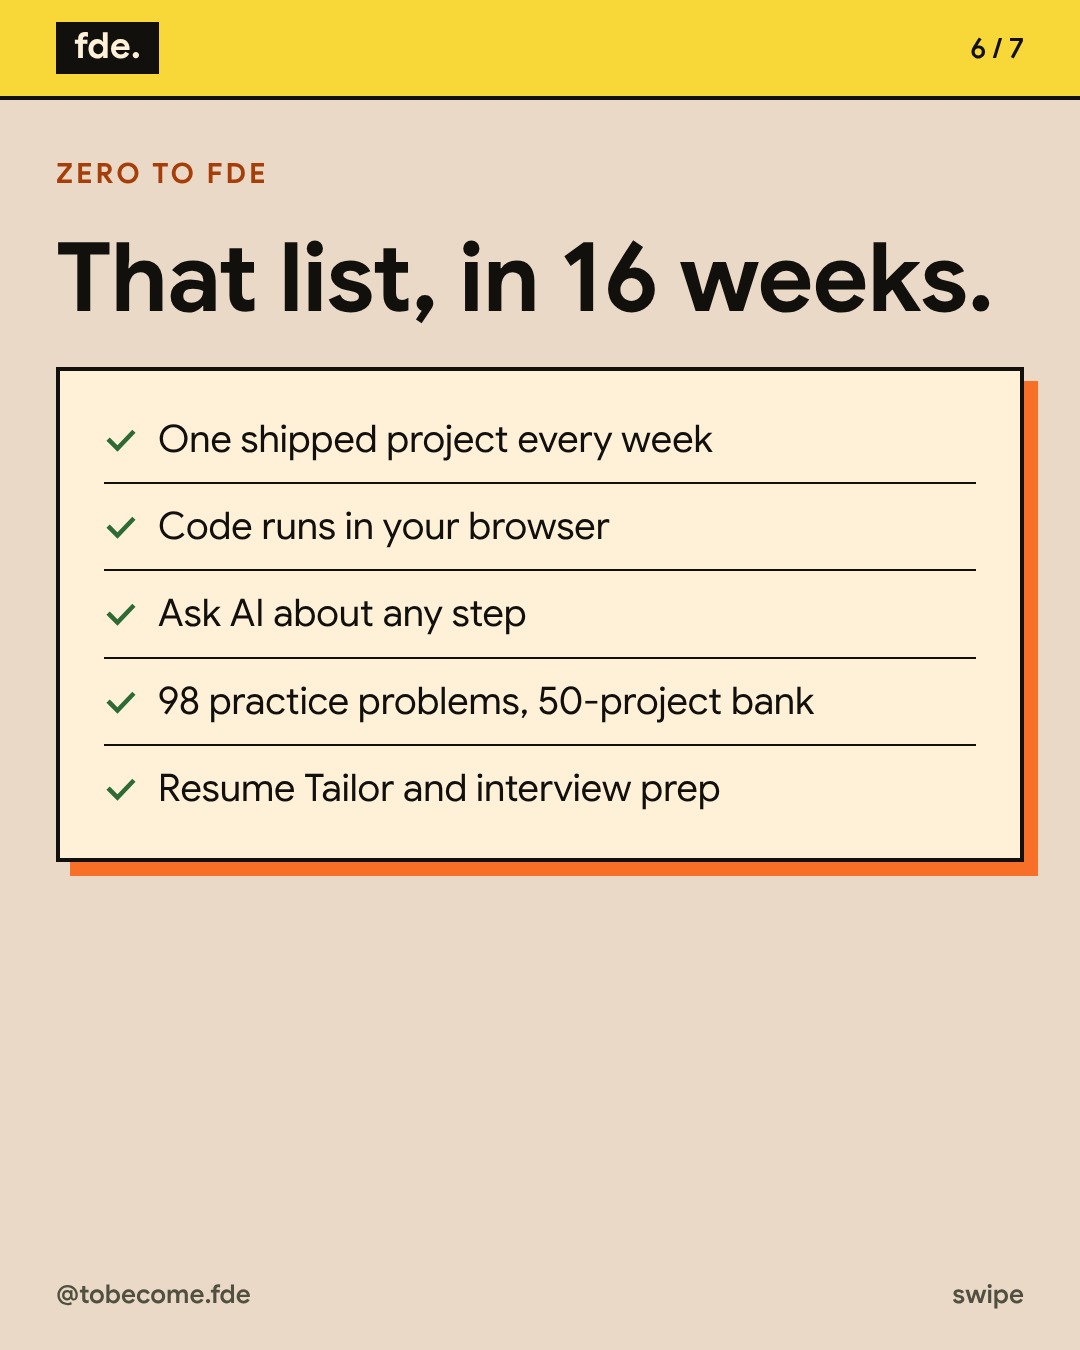 fde.
6 / 7
ZERO TO FDE
That list, in 16 weeks.
One shipped project every week
Code runs in your browser
Ask AI about any step
98 practice problems, 50-project bank
Resume Tailor and interview prep
@tobecome.fde
swipe